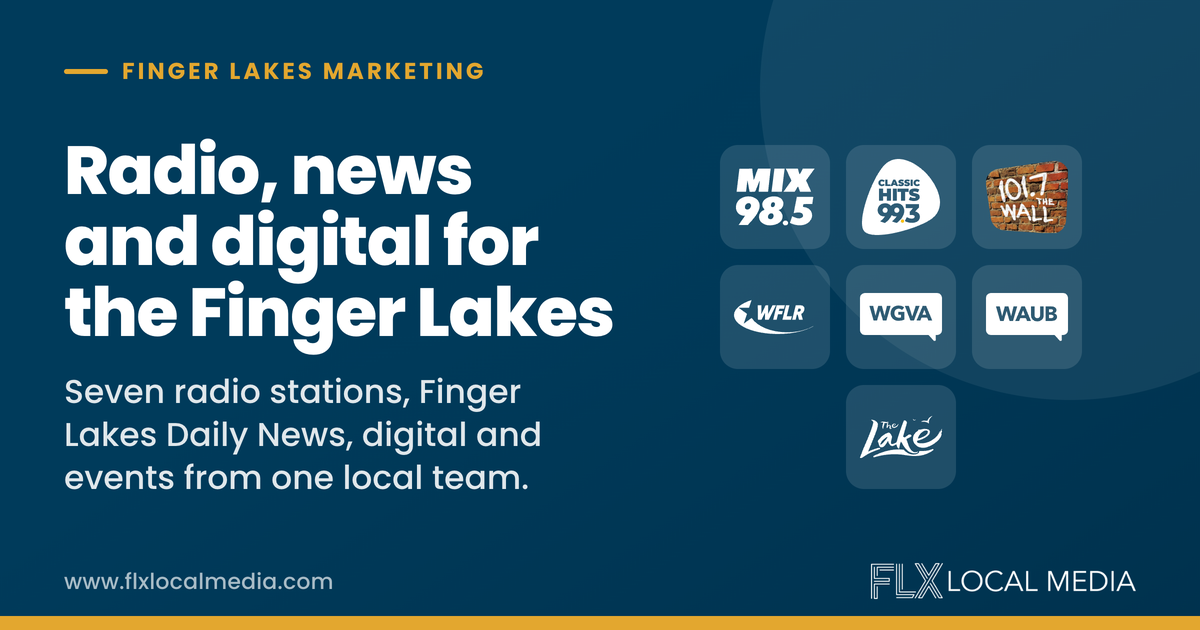 FINGER LAKES MARKETING
Radio, news
and digital for
the Finger Lakes
Seven radio stations, Finger
Lakes Daily News, digital and
events from one local team.
MIX
98.5
CLASSIC
HITS
99.3
101.7
THE
WALL
WFLR
WGVA
WAUB
The
Lake
www.flxlocalmedia.com
FLX LOCAL MEDIA